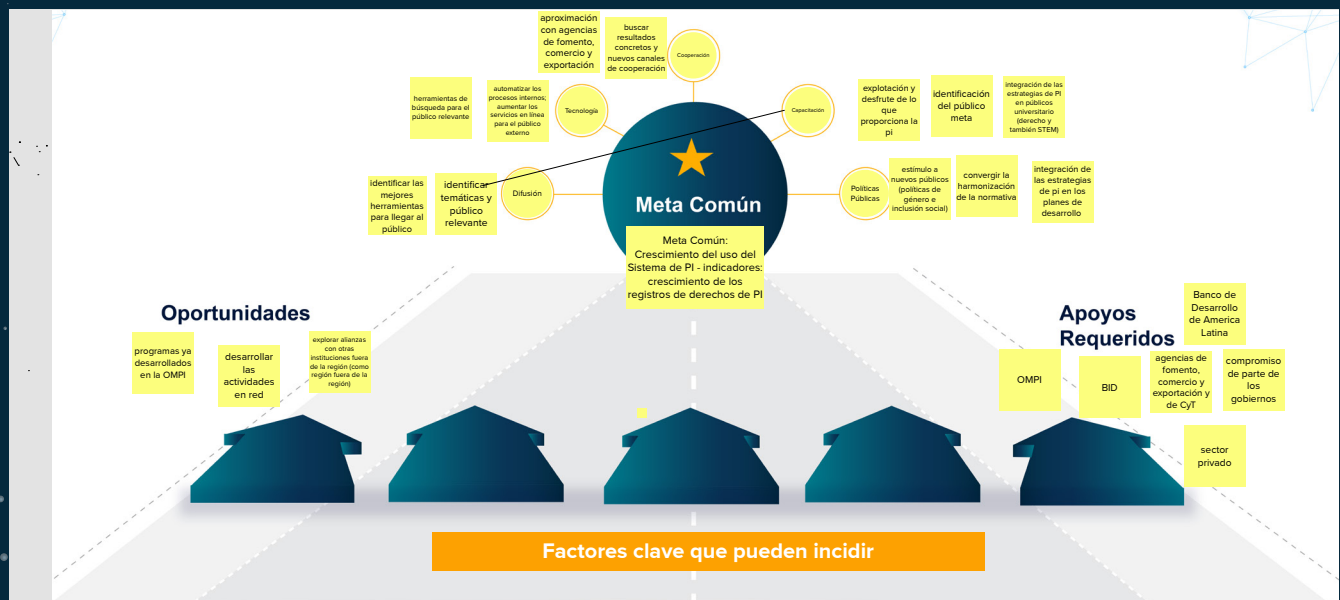 aproximación
con agencias
de fomento,
comercio y
exportación
buscar
resultados
concretos y
nuevos canales
de cooperación
Cooperación
herramientas de
búsqueda para el
público relevante
automatizar los
procesos internos;
aumentar los
servicios en línea
para el público
externo
Tecnología
Capacitación
explotación y
desfrute de lo
que
proporciona la
pi
identificación
del público
meta
integración de las
estrategias de PI
en públicos
universitario
(derecho y
también STEM)
identificar las
mejores
herramientas
para llegar al
público
identificar
temáticas y
público
relevante
Difusión
Políticas
Públicas
estímulo a
nuevos públicos
(políticas de
género e
inclusión social)
convergir la
harmonización
de la normativa
integración de
las estrategias
de pi en los
planes de
desarrollo
Meta Común
Meta Común:
Crescimiento del uso del
Sistema de PI - indicadores:
crescimiento de los
registros de derechos de PI
Oportunidades
programas ya
desarrollados
en la OMPI
desarrollar
las
actividades
en red
explorar alianzas
con otras
instituciones fuera
de la región (como
región fuera de la
región)
Apoyos
Requeridos
Banco de
Desarrollo
de America
Latina
OMPI
BID
agencias de
fomento,
comercio y
exportación y
de CyT
compromiso
de parte de
los
gobiernos
sector
privado
Factores clave que pueden incidir